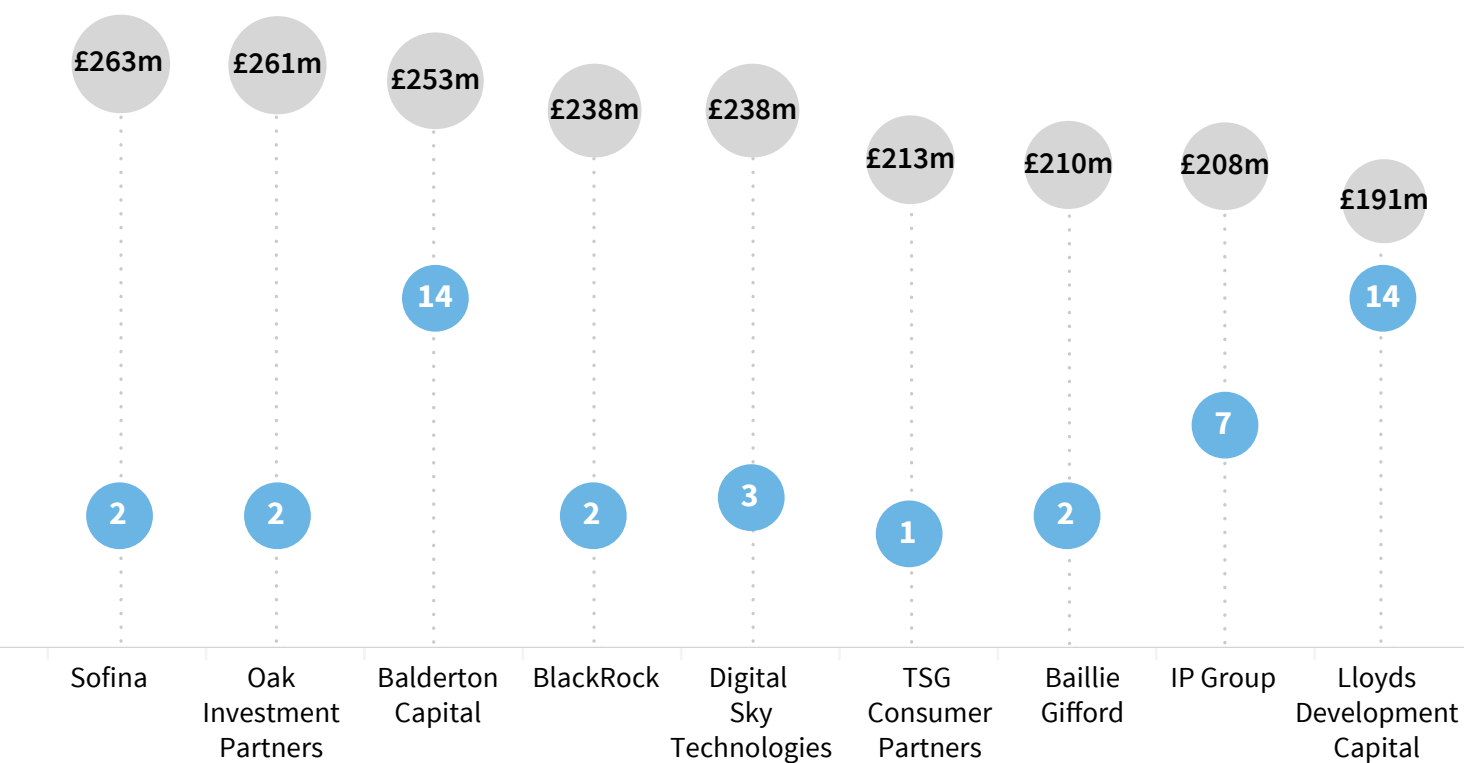 £263m
£261m
£253m
£238m
£238m
£213m
£210m
£208m
£191m
14
14
7
2
2
2
3
1
2
Sofina
Oak
Investment
Partners
Balderton
Capital
BlackRock
Digital
Sky
Technologies
TSG
Consumer
Partners
Baillie
Gifford
IP Group
Lloyds
Development
Capital